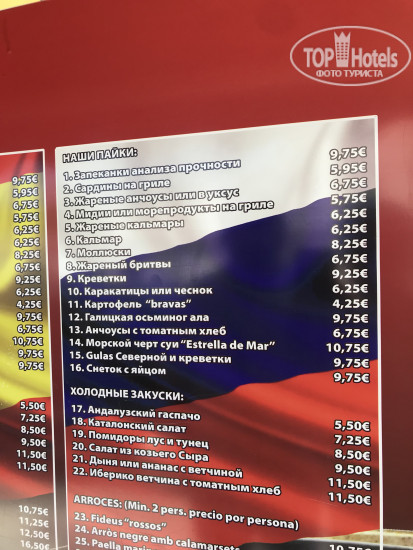 TOP Hotels
ФОТО ТУРИСТА
НАШИ ПАЙКИ:
1. Запеканки анализа прочности 9,75€
2. Сардины на гриле 5,95€
3. Жареные анчоусы или в уксус 6,75€
4. Мидии или морепродукты на гриле 5,75€
5. Жареные кальмары 6,25€
6. Кальмар 6,25€
7. Моллюски 8,25€
8. Жареный бритвы 6,75€
9. Креветки 9,25€
10. Каракатицы или чеснок 6,25€
11. Картофель "bravas" 4,25€
12. Галицкая осьминог ала 9,75€
13. Анчоусы с томатным хлеб 6,75€
14. Морской черт суи "Estrella de Mar" 10,75€
15. Gulas Северной и креветки 9,75€
16. Снеток с яйцом 9,75€
ХОЛОДНЫЕ ЗАКУСКИ:
17. Андалузский гаспачо 5,50€
18. Каталонский салат 7,25€
19. Помидоры лус и тунец 8,50€
20. Салат из козьего Сыра 9,50€
21. Дыня или ананас с ветчиной 11,50€
22. Иберико ветчина с томатным хлеб 11,50€
ARROCES: (Min. 2 pers. precio por persona)
23. Fideus "rossos"
24. Arròs negre amb calamarsets
25. Paella
9,75€
5,95€
6,75€
5,75€
6,25€
6,25€
8,25€
6,75€
9,25€
6,25€
4,25€
9,75€
6,75€
10,75€
9,75€
9,75€
5,50€
7,25€
8,50€
9,50€
11,50€
11,50€
10,75€
11,25€
12,50€
16,50€